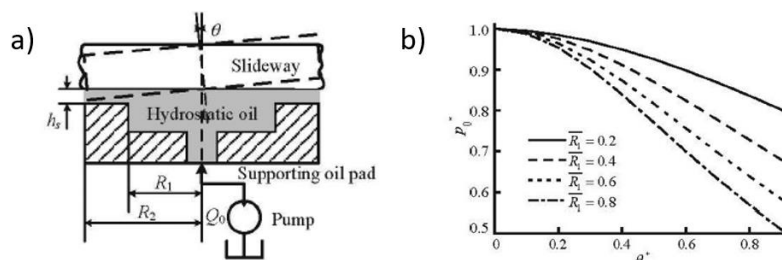 a)
θ
Slideway
h_s
Hydrostatic oil
Supporting oil pad
R_1
R_2
Q_0
Pump
b)
1.0
0.9
0.8
0.7
0.6
0.5
p_0^*
R̅_1 = 0.2
R̅_1 = 0.4
R̅_1 = 0.6
R̅_1 = 0.8
0
0.2
0.4
0.6
0.8